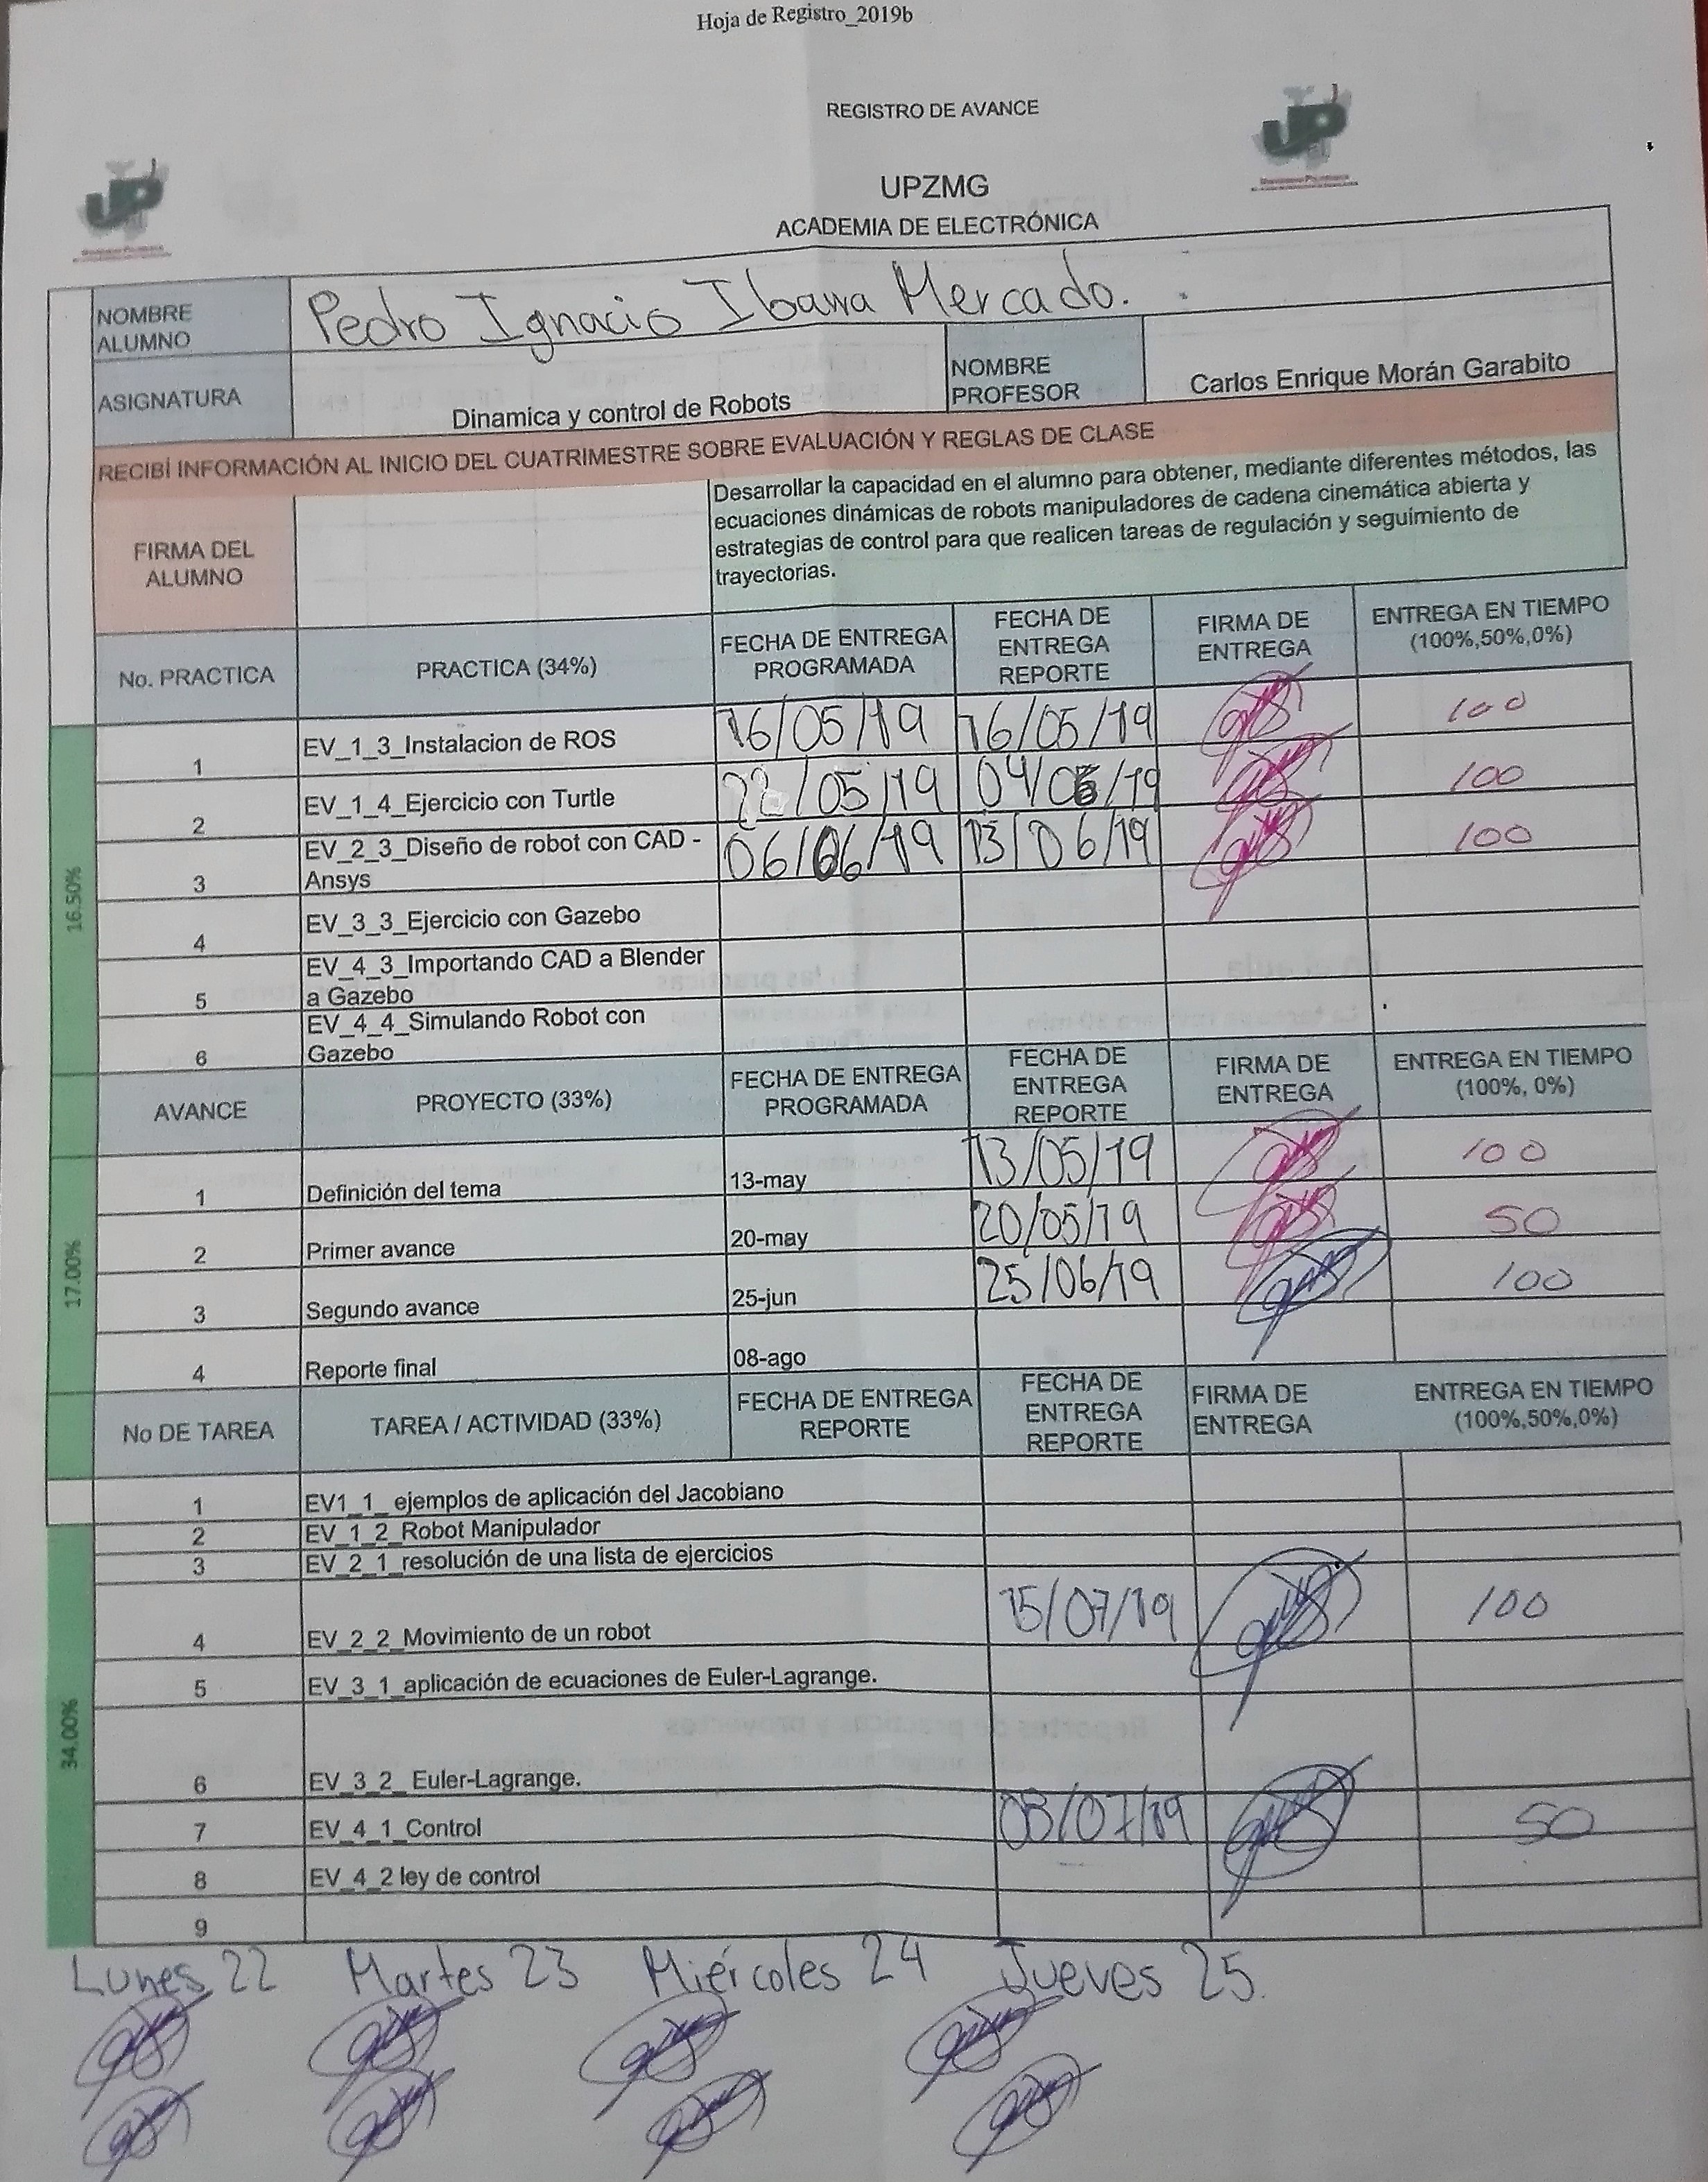 Hoja de Registro_2019b
REGISTRO DE AVANCE
UPZMG
ACADEMIA DE ELECTRÓNICA
NOMBRE ALUMNO Pedro Ignacio Ibarra Mercado.
ASIGNATURA Dinamica y control de Robots NOMBRE PROFESOR Carlos Enrique Morán Garabito
RECIBÍ INFORMACIÓN AL INICIO DEL CUATRIMESTRE SOBRE EVALUACIÓN Y REGLAS DE CLASE
FIRMA DEL ALUMNO
Desarrollar la capacidad en el alumno para obtener, mediante diferentes métodos, las
ecuaciones dinámicas de robots manipuladores de cadena cinemática abierta y
estrategias de control para que realicen tareas de regulación y seguimiento de
trayectorias.
No. PRACTICA PRACTICA (34%) FECHA DE ENTREGA PROGRAMADA FECHA DE ENTREGA REPORTE FIRMA DE ENTREGA ENTREGA EN TIEMPO (100%,50%,0%)
16.50%
1 EV_1_3_Instalacion de ROS 16/05/19 16/05/19 100
2 EV_1_4_Ejercicio con Turtle 22/05/19 04/06/19 100
3 EV_2_3_Diseño de robot con CAD - Ansys 06/06/19 13/06/19 100
4 EV_3_3_Ejercicio con Gazebo
5 EV_4_3_Importando CAD a Blender a Gazebo
6 EV_4_4_Simulando Robot con Gazebo
AVANCE PROYECTO (33%) FECHA DE ENTREGA PROGRAMADA FECHA DE ENTREGA REPORTE FIRMA DE ENTREGA ENTREGA EN TIEMPO (100%, 0%)
17.00%
1 Definición del tema 13-may 13/05/19 100
2 Primer avance 20-may 20/05/19 50
3 Segundo avance 25-jun 25/06/19 100
4 Reporte final 08-ago
No DE TAREA TAREA / ACTIVIDAD (33%) FECHA DE ENTREGA REPORTE FECHA DE ENTREGA REPORTE FIRMA DE ENTREGA ENTREGA EN TIEMPO (100%,50%,0%)
34.00%
1 EV1_1_ ejemplos de aplicación del Jacobiano
2 EV_1_2_Robot Manipulador
3 EV_2_1_resolución de una lista de ejercicios
4 EV_2_2_Movimiento de un robot 15/07/19 100
5 EV_3_1_aplicación de ecuaciones de Euler-Lagrange.
6 EV_3_2_ Euler-Lagrange.
7 EV_4_1_Control 03/07/19 50
8 EV_4_2 ley de control
9
Lunes 22 Martes 23 Miércoles 24 Jueves 25.